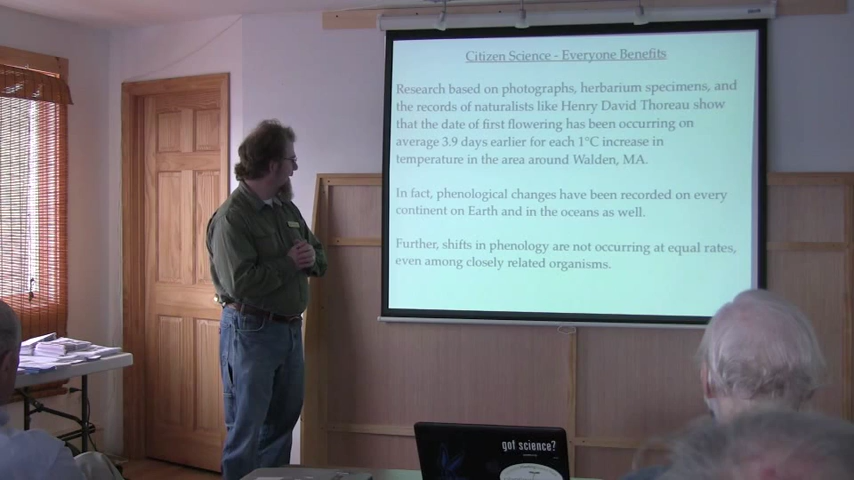 Citizen Science - Everyone Benefits
Research based on photographs, herbarium specimens, and
the records of naturalists like Henry David Thoreau show
that the date of first flowering has been occurring on
average 3.9 days earlier for each 1°C increase in
temperature in the area around Walden, MA.
In fact, phenological changes have been recorded on every
continent on Earth and in the oceans as well.
Further, shifts in phenology are not occurring at equal rates,
even among closely related organisms.
got science?